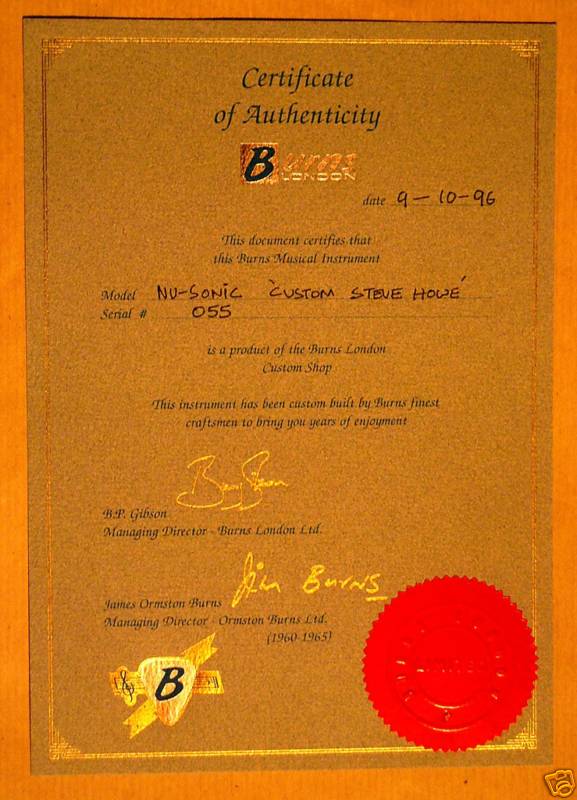 Certificate
of Authenticity
Burns
LONDON
date 9-10-96
This document certifies that
this Burns Musical Instrument
Model NU-SONIC 'CUSTOM STEVE HOWE'
Serial # 055
is a product of the Burns London
Custom Shop
This instrument has been custom built by Burns finest
craftsmen to bring you years of enjoyment
B.P. Gibson
Managing Director - Burns London Ltd.
Jim BURNS
James Ormston Burns
Managing Director - Ormston Burns Ltd.
(1960-1965)
B